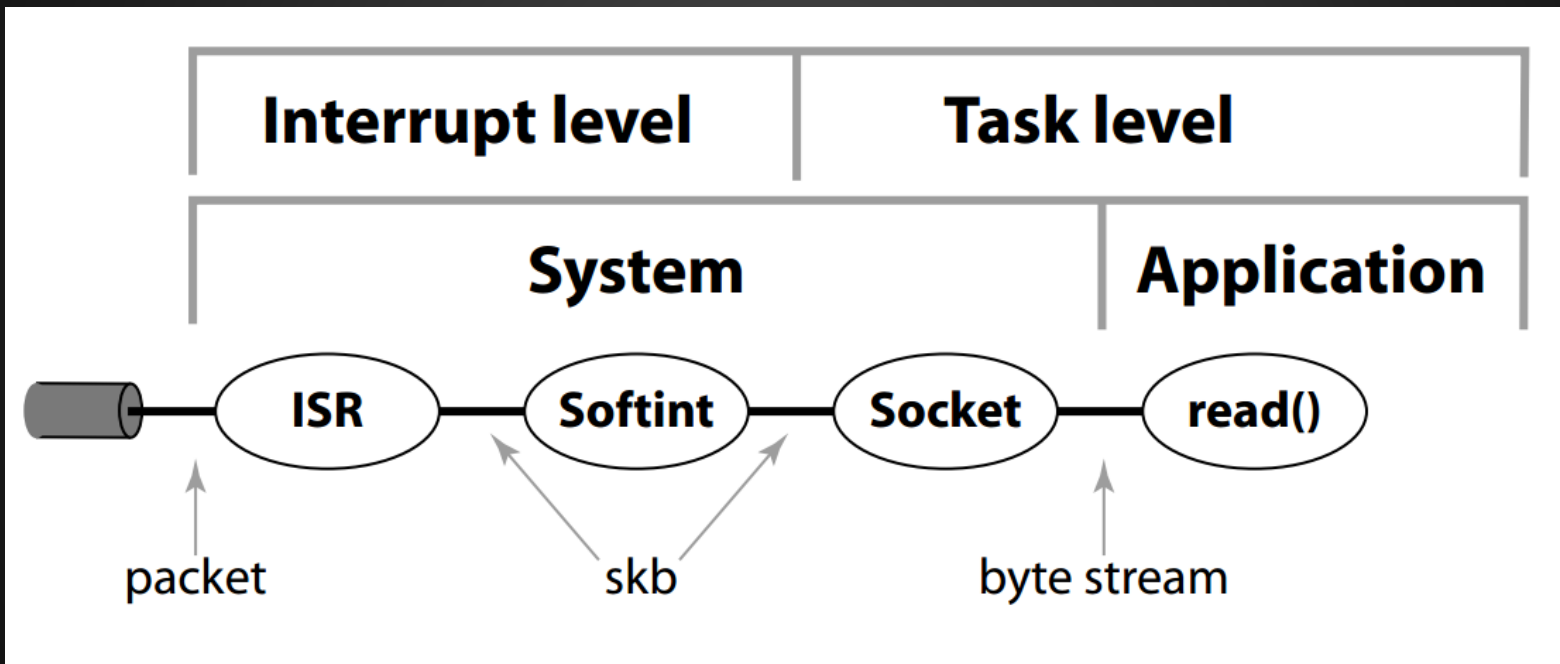 Interrupt level Task level
System Application
ISR Softint Socket read()
packet skb byte stream